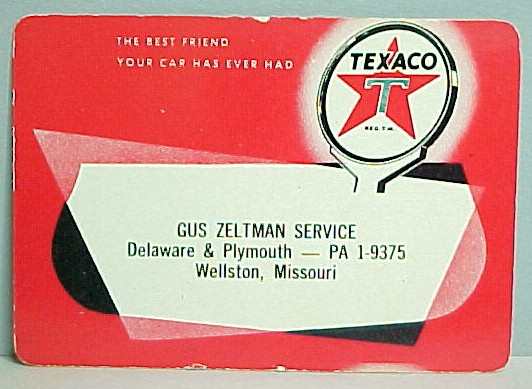 THE BEST FRIEND
YOUR CAR HAS EVER HAD
TEXACO
T
REG. T.M.
GUS ZELTMAN SERVICE
Delaware & Plymouth — PA 1-9375
Wellston, Missouri